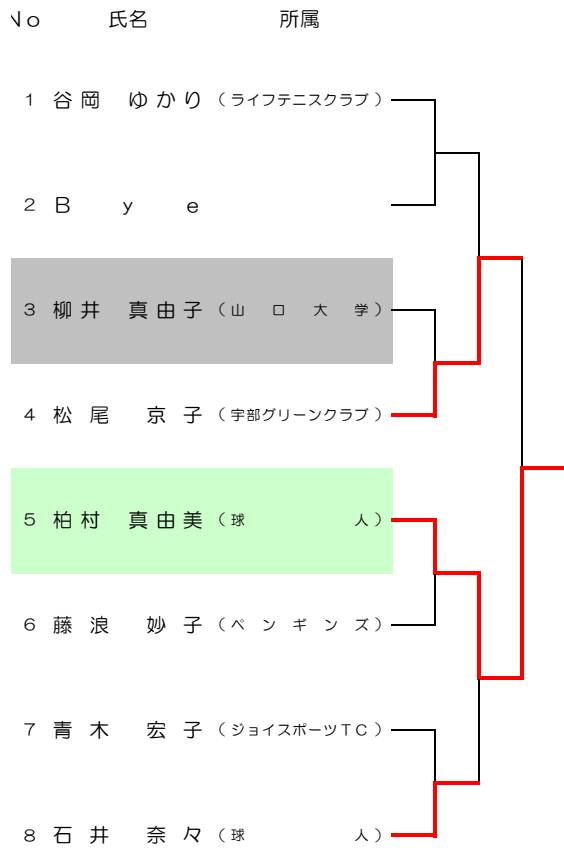 No 氏名 所属
1 谷岡 ゆかり (ライフテニスクラブ)
2 Bye
3 柳井 真由子 (山口大学)
4 松尾 京子 (宇部グリーンクラブ)
5 柏村 真由美 (球人)
6 藤浪 妙子 (ペンギンズ)
7 青木 宏子 (ジョイスポーツTC)
8 石井 奈々 (球人)